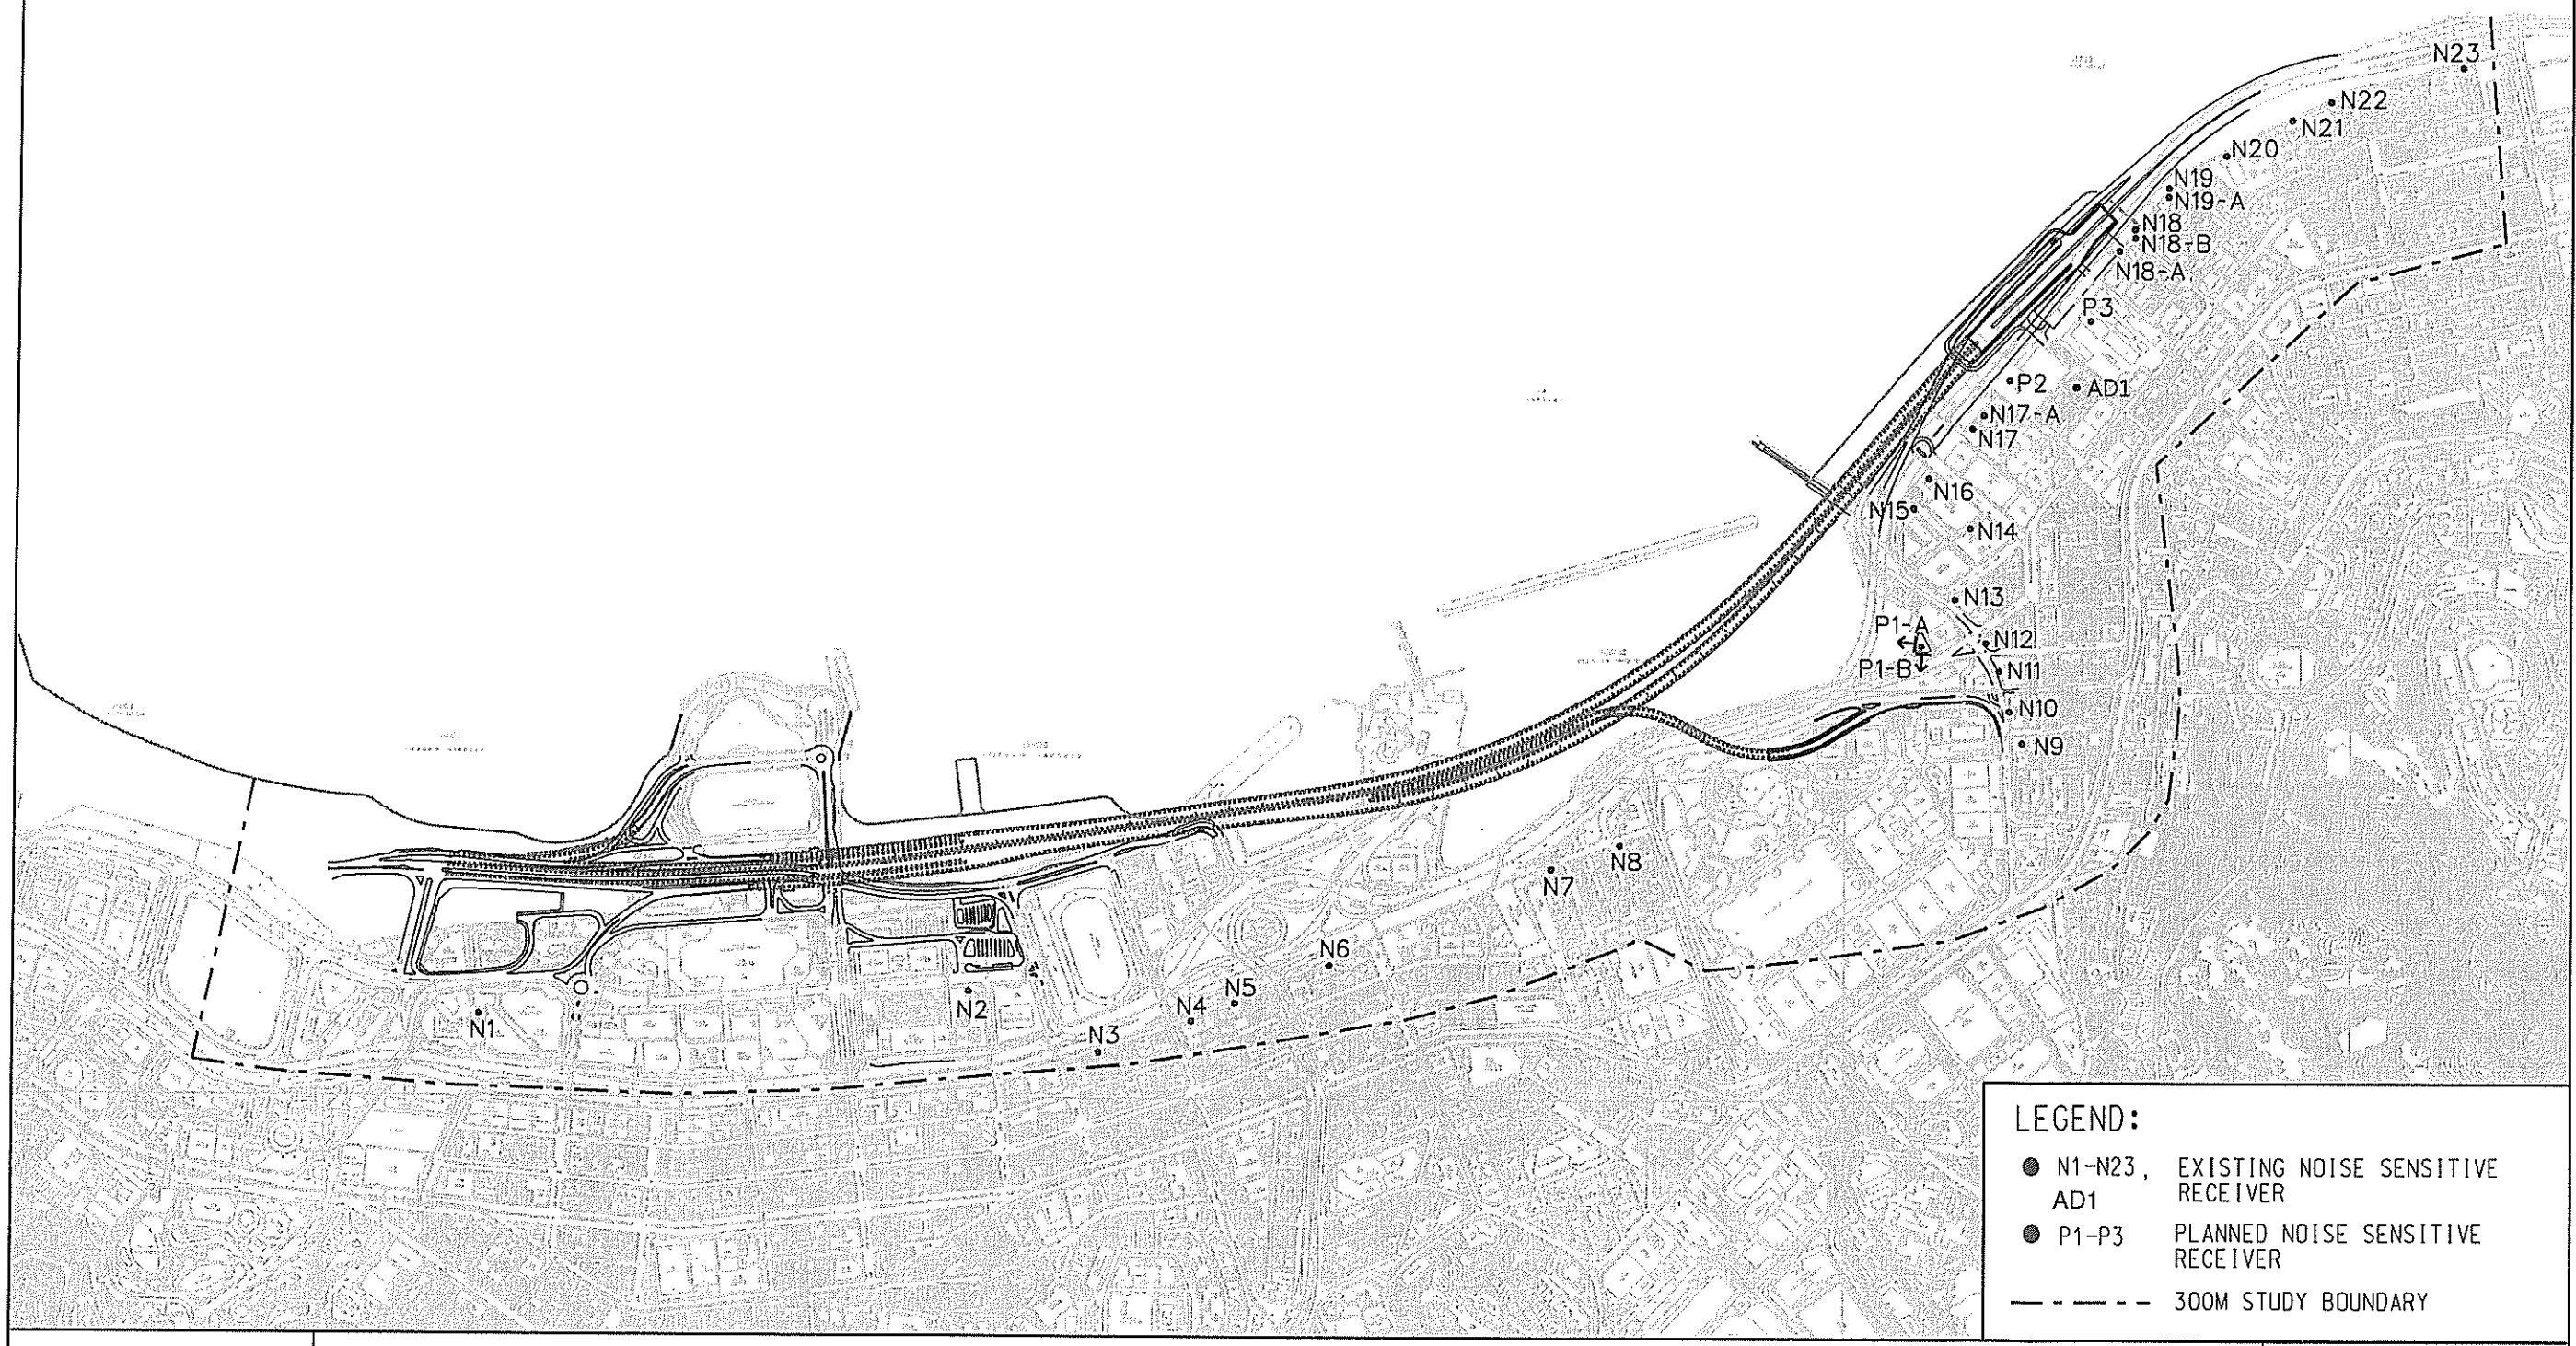 N23
N22
N21
N20
N19
N19-A
N18
N18-B
N18-A
P3
P2
AD1
N17-A
N17
N16
N15
N14
N13
P1-A
N12
P1-B
N11
N10
N9
N8
N7
N6
N5
N2
N4
N1
N3
LEGEND:
N1-N23, EXISTING NOISE SENSITIVE
AD1 RECEIVER
P1-P3 PLANNED NOISE SENSITIVE
RECEIVER
300M STUDY BOUNDARY